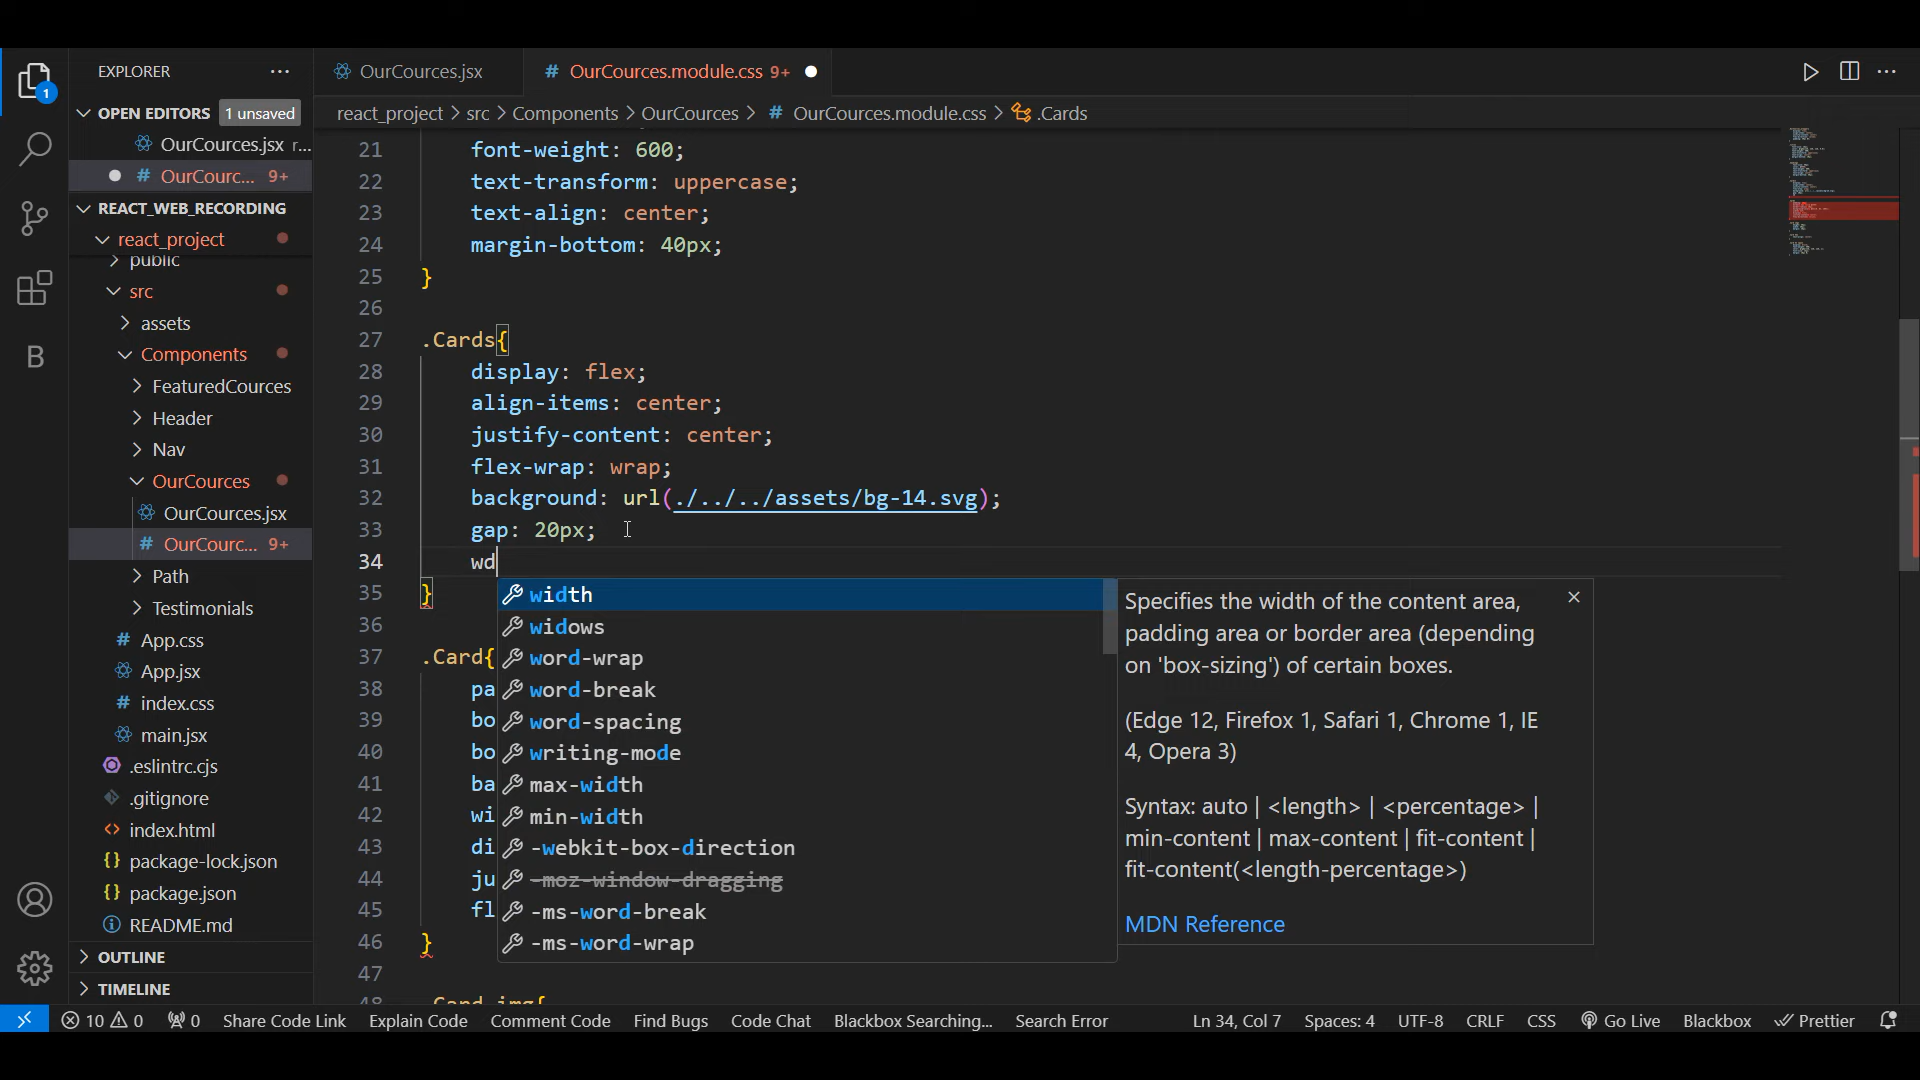 EXPLORER
OurCources.jsx
OurCources.module.css 9+
OPEN EDITORS 1 unsaved
OurCources.jsx r...
OurCourc... 9+
REACT_WEB_RECORDING
react_project
public
src
assets
Components
FeaturedCources
Header
Nav
OurCources
OurCources.jsx
OurCourc... 9+
Path
Testimonials
App.css
App.jsx
index.css
main.jsx
.eslintrc.cjs
.gitignore
index.html
package-lock.json
package.json
README.md
OUTLINE
TIMELINE
1
B
react_project > src > Components > OurCources > # OurCources.module.css > .Cards
21 font-weight: 600;
22 text-transform: uppercase;
23 text-align: center;
24 margin-bottom: 40px;
25 }
26
27 .Cards{
28 display: flex;
29 align-items: center;
30 justify-content: center;
31 flex-wrap: wrap;
32 background: url(./../../assets/bg-14.svg);
33 gap: 20px;
34 wd
35 }
36
37 .Card{
38 pa
39 bo
40 bo
41 ba
42 wi
43 di
44 ju
45 fl
46 }
47
48 .Card img{
width
widows
word-wrap
word-break
word-spacing
writing-mode
max-width
min-width
-webkit-box-direction
-moz-window-dragging
-ms-word-break
-ms-word-wrap
Specifies the width of the content area,
padding area or border area (depending
on 'box-sizing') of certain boxes.
(Edge 12, Firefox 1, Safari 1, Chrome 1, IE
4, Opera 3)
Syntax: auto | <length> | <percentage> |
min-content | max-content | fit-content |
fit-content(<length-percentage>)
MDN Reference
10 0 0 Share Code Link Explain Code Comment Code Find Bugs Code Chat Blackbox Searching... Search Error Ln 34, Col 7 Spaces: 4 UTF-8 CRLF CSS Go Live Blackbox Prettier